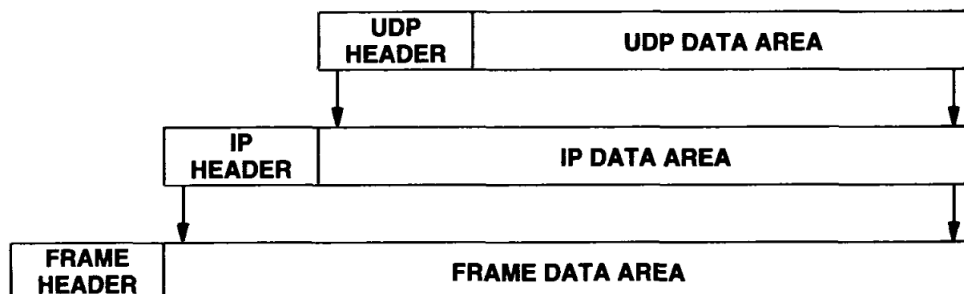 UDP
HEADER
UDP DATA AREA
IP
HEADER
IP DATA AREA
FRAME
HEADER
FRAME DATA AREA